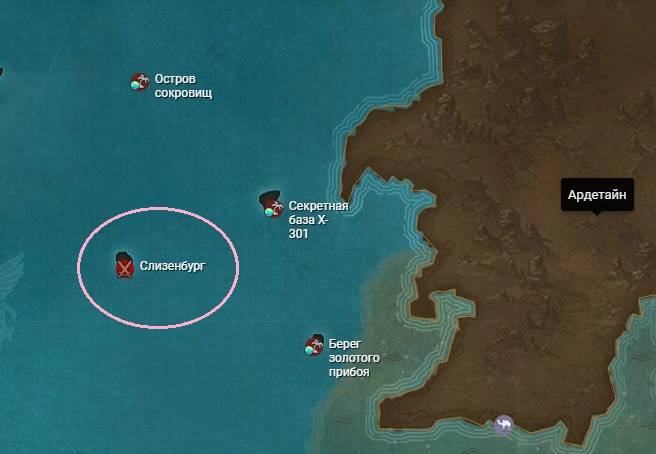 Остров
сокровищ
Секретная
база X-
301
Ардетайн
Слизенбург
Берег
золотого
прибоя